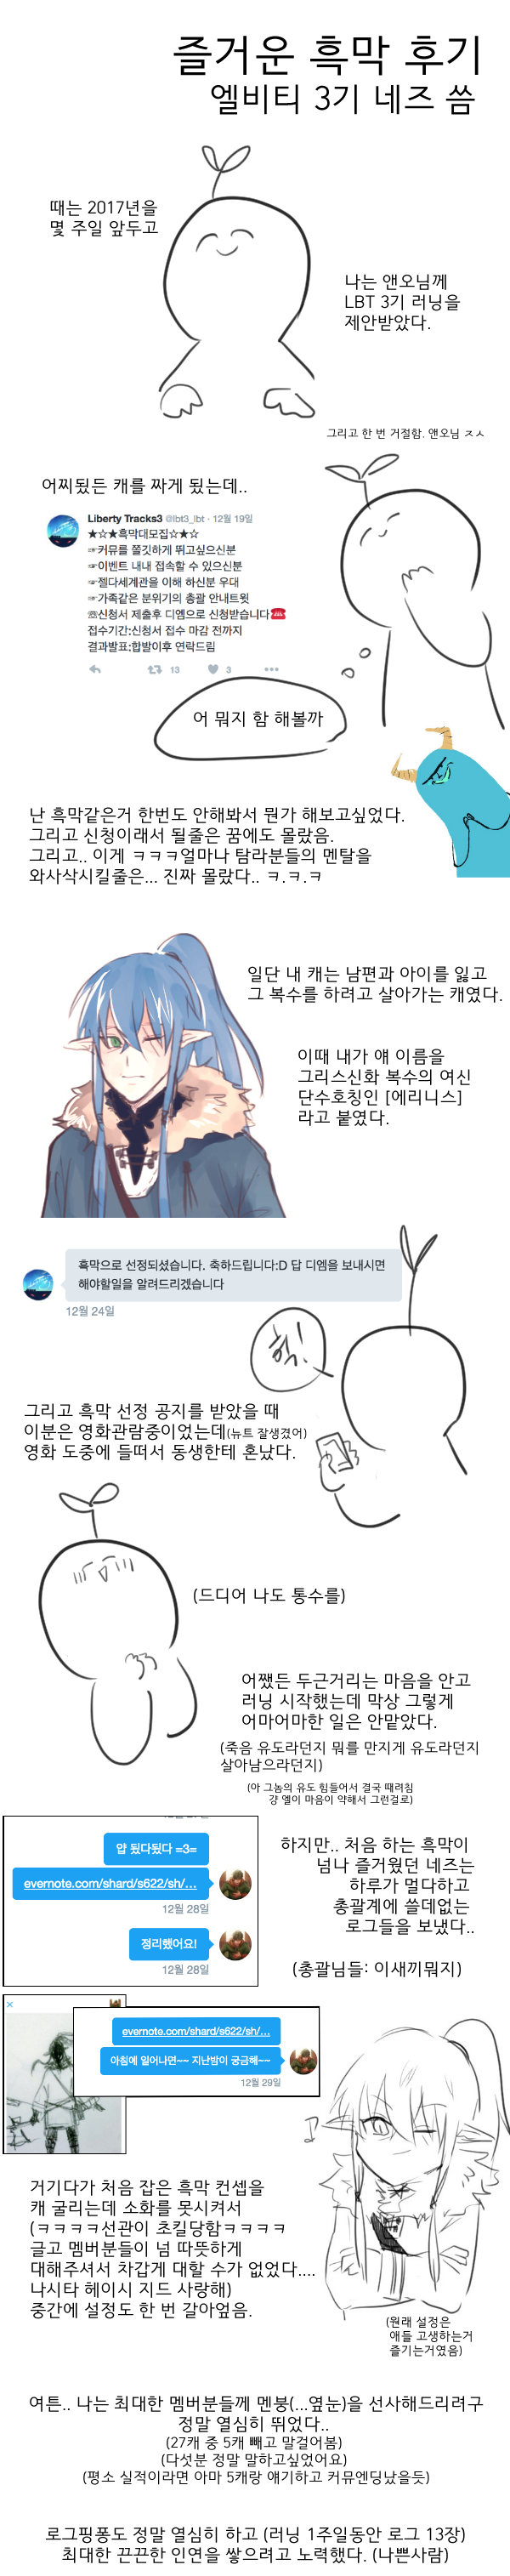 즐거운 흑막 후기
엘비티 3기 네즈 씀
때는 2017년을
몇 주일 앞두고
나는 앤오님께
LBT 3기 러닝을
제안받았다.
그리고 한 번 거절함. 앤오님 ㅈㅅ
어찌됬든 캐를 짜게 됬는데..
Liberty Tracks3 @lbt3_lbt · 12월 19일
★☆★흑막대모집☆★☆
☞커뮤를 쫄깃하게 뛰고싶으신분
☞이벤트 내내 접속할 수 있으신분
☞젤다세계관을 이해 하신분 우대
☞가족같은 분위기의 총괄 안내트윗
☏신청서 제출후 디엠으로 신청받습니다☎
접수기간:신청서 접수 마감 전까지
결과발표:합발이후 연락드림
13 3
어 뭐지 함 해볼까
난 흑막같은거 한번도 안해봐서 뭔가 해보고싶었다.
그리고 신청이래서 될줄은 꿈에도 몰랐음.
그리고.. 이게 ㅋㅋㅋ얼마나 탐라분들의 멘탈을
와사삭시킬줄은... 진짜 몰랐다.. ㅋ.ㅋ.ㅋ
일단 내 캐는 남편과 아이를 잃고
그 복수를 하려고 살아가는 캐였다.
이때 내가 얘 이름을
그리스신화 복수의 여신
단수호칭인 [에리니스]
라고 붙였다.
흑막으로 선정되셨습니다. 축하드립니다:D 답 디엠을 보내시면
해야할일을 알려드리겠습니다
12월 24일
헉!
그리고 흑막 선정 공지를 받았을 때
이분은 영화관람중이었는데(뉴트 잘생겼어)
영화 도중에 들떠서 동생한테 혼났다.
(드디어 나도 통수를)
어쨌든 두근거리는 마음을 안고
러닝 시작했는데 막상 그렇게
어마어마한 일은 안맡았다.
(죽음 유도라던지 뭐를 만지게 유도라던지
살아남으라던지)
(아 그놈의 유도 힘들어서 결국 때려침
걍 엘이 마음이 약해서 그런걸로)
얍 됬다됬다 =3=
evernote.com/shard/s622/sh/...
12월 28일
정리했어요!
12월 28일
하지만.. 처음 하는 흑막이
넘나 즐거웠던 네즈는
하루가 멀다하고
총괄계에 쓸데없는
로그들을 보냈다..
(총괄님들: 이새끼뭐지)
evernote.com/shard/s622/sh/...
아침에 일어나면~~ 지난밤이 궁금해~~
12월 29일
거기다가 처음 잡은 흑막 컨셉을
캐 굴리는데 소화를 못시켜서
(ㅋㅋㅋㅋ선관이 초킬당함ㅋㅋㅋㅋ
글고 멤버분들이 넘 따뜻하게
대해주셔서 차갑게 대할 수가 없었다....
나시타 헤이시 지드 사랑해)
중간에 설정도 한 번 갈아엎음.
(원래 설정은
애들 고생하는거
즐기는거였음)
여튼.. 나는 최대한 멤버분들께 멘붕(...옆눈)을 선사해드리려구
정말 열심히 뛰었다..
(27캐 중 5캐 빼고 말걸어봄)
(다섯분 정말 말하고싶었어요)
(평소 실적이라면 아마 5캐랑 얘기하고 커뮤엔딩났을듯)
로그핑퐁도 정말 열심히 하고 (러닝 1주일동안 로그 13장)
최대한 끈끈한 인연을 쌓으려고 노력했다. (나쁜사람)